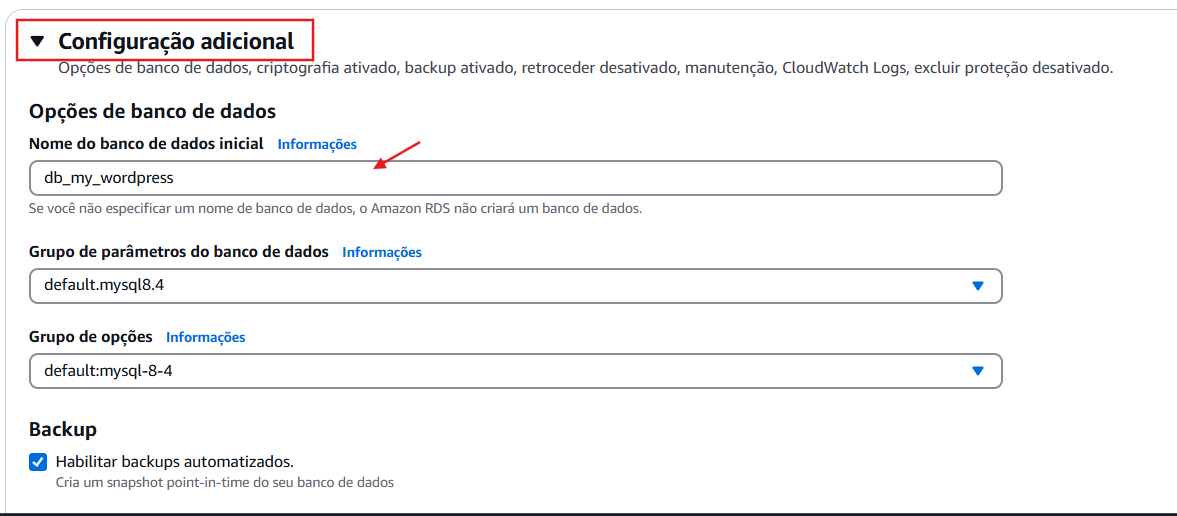 Configuração adicional
Opções de banco de dados, criptografia ativado, backup ativado, retroceder desativado, manutenção, CloudWatch Logs, excluir proteção desativado.
Opções de banco de dados
Nome do banco de dados inicial Informações
db_my_wordpress
Se você não especificar um nome de banco de dados, o Amazon RDS não criará um banco de dados.
Grupo de parâmetros do banco de dados Informações
default.mysql8.4
Grupo de opções Informações
default:mysql-8-4
Backup
Habilitar backups automatizados.
Cria um snapshot point-in-time do seu banco de dados